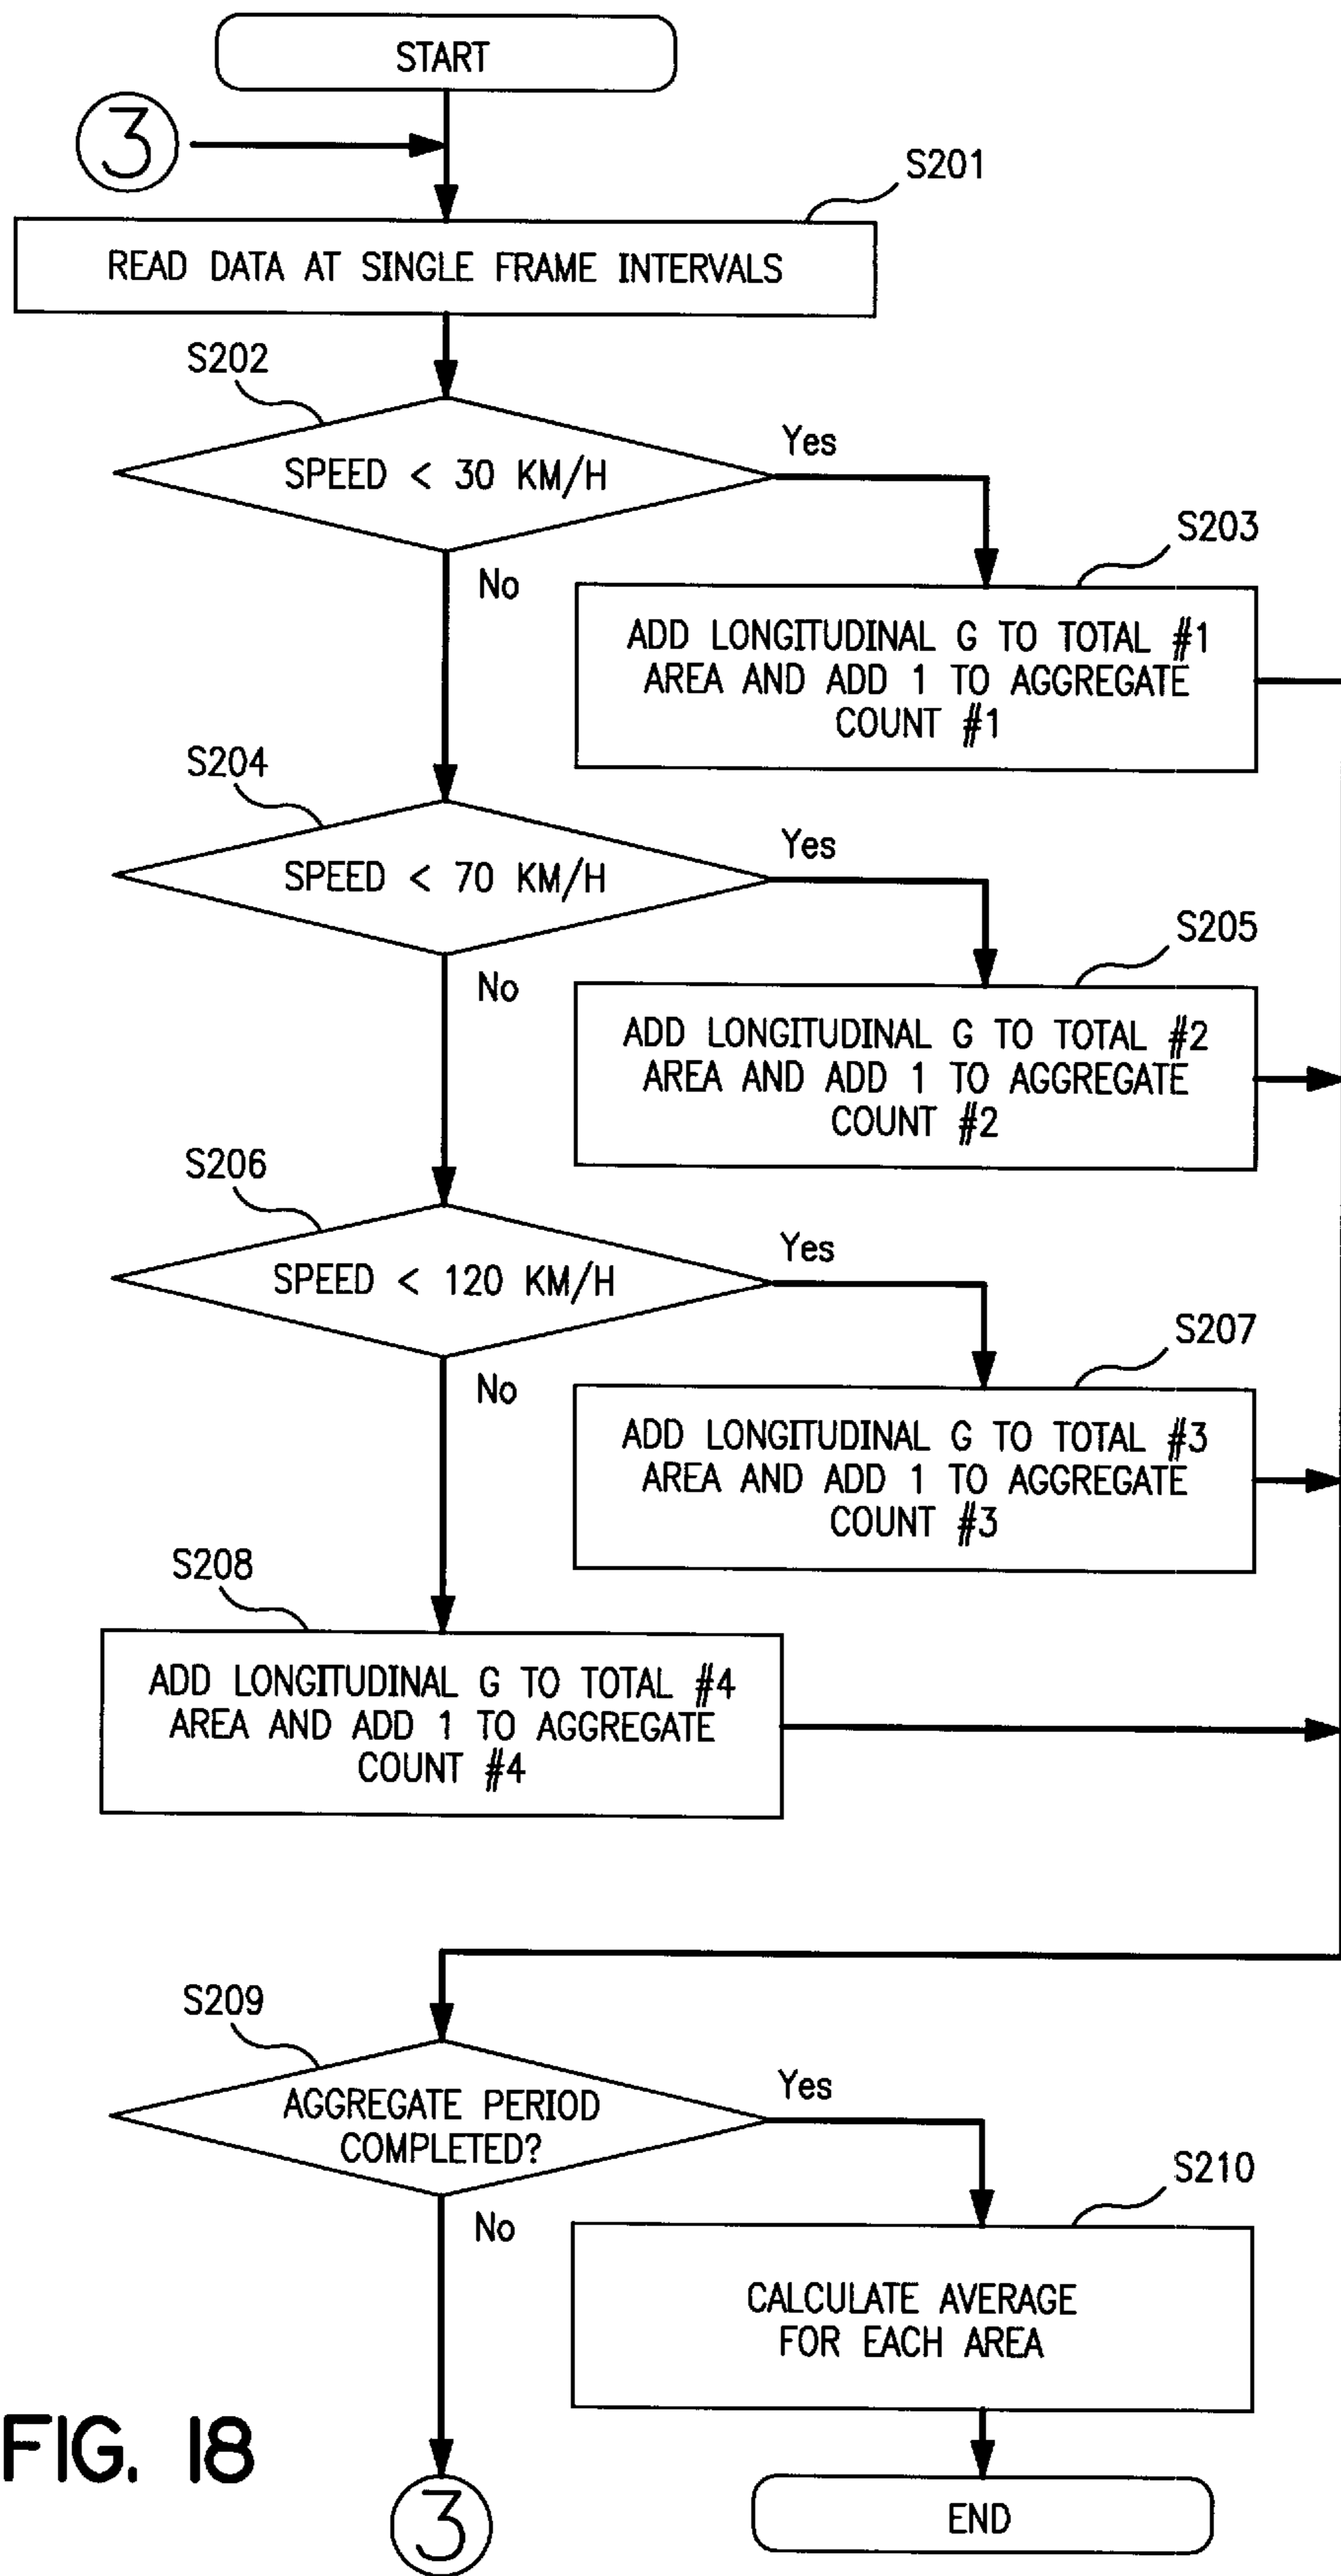 START
3
S201
READ DATA AT SINGLE FRAME INTERVALS
S202
SPEED < 30 KM/H
Yes
No
S203
ADD LONGITUDINAL G TO TOTAL #1
AREA AND ADD 1 TO AGGREGATE
COUNT #1
S204
SPEED < 70 KM/H
Yes
No
S205
ADD LONGITUDINAL G TO TOTAL #2
AREA AND ADD 1 TO AGGREGATE
COUNT #2
S206
SPEED < 120 KM/H
Yes
No
S207
ADD LONGITUDINAL G TO TOTAL #3
AREA AND ADD 1 TO AGGREGATE
COUNT #3
S208
ADD LONGITUDINAL G TO TOTAL #4
AREA AND ADD 1 TO AGGREGATE
COUNT #4
S209
AGGREGATE PERIOD
COMPLETED?
Yes
No
S210
CALCULATE AVERAGE
FOR EACH AREA
FIG. 18
3
END